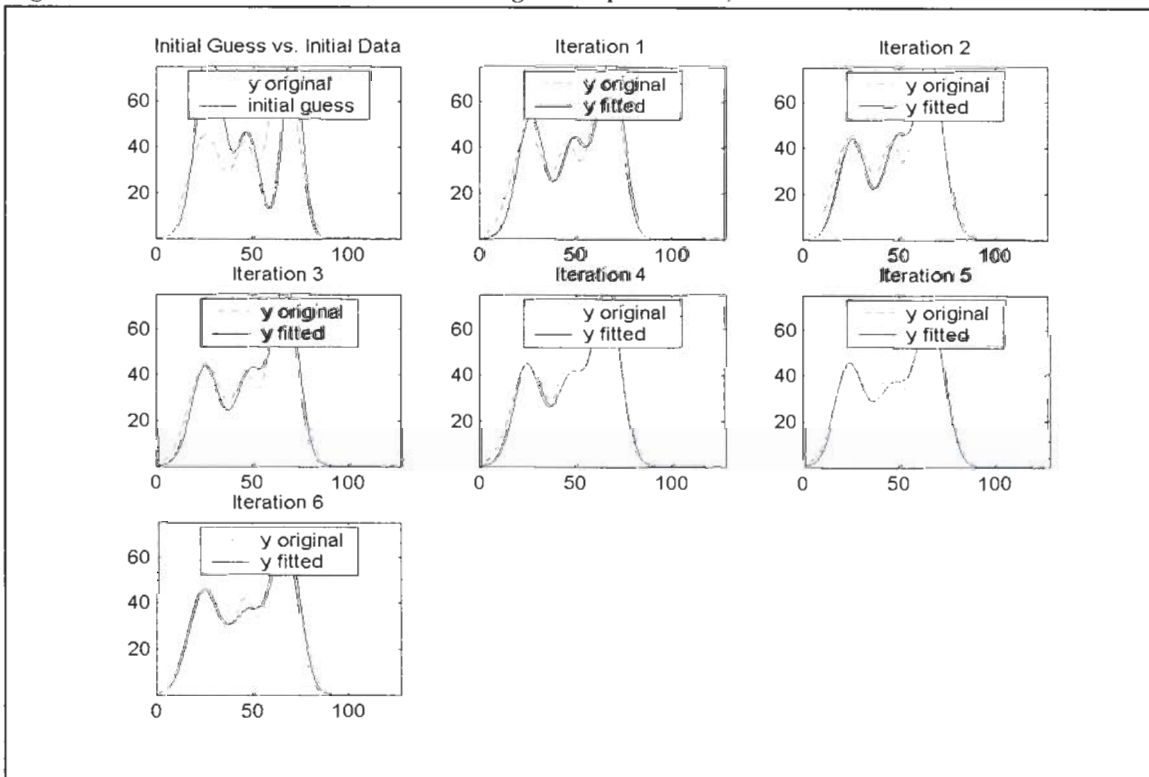 Initial Guess vs. Initial Data
y original
initial guess
60
40
20
0
50
100
Iteration 1
y original
y fitted
60
40
20
0
50
100
Iteration 2
y original
y fitted
60
40
20
0
50
100
Iteration 3
y original
y fitted
60
40
20
0
50
100
Iteration 4
y original
y fitted
60
40
20
0
50
100
Iteration 5
y original
y fitted
60
40
20
0
50
100
Iteration 6
y original
y fitted
60
40
20
0
50
100